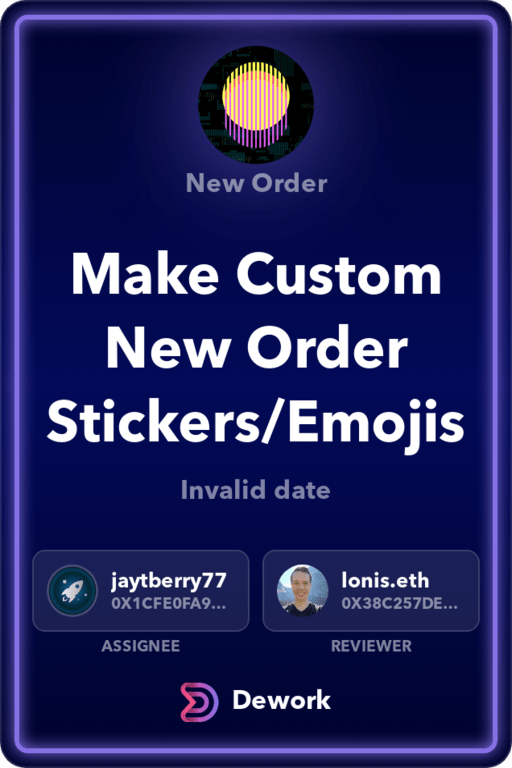 New Order
Make Custom
New Order
Stickers/Emojis
Invalid date
jaytberry77
0X1CFE0FA9...
ASSIGNEE
lonis.eth
0X38C257DE...
REVIEWER
Dework